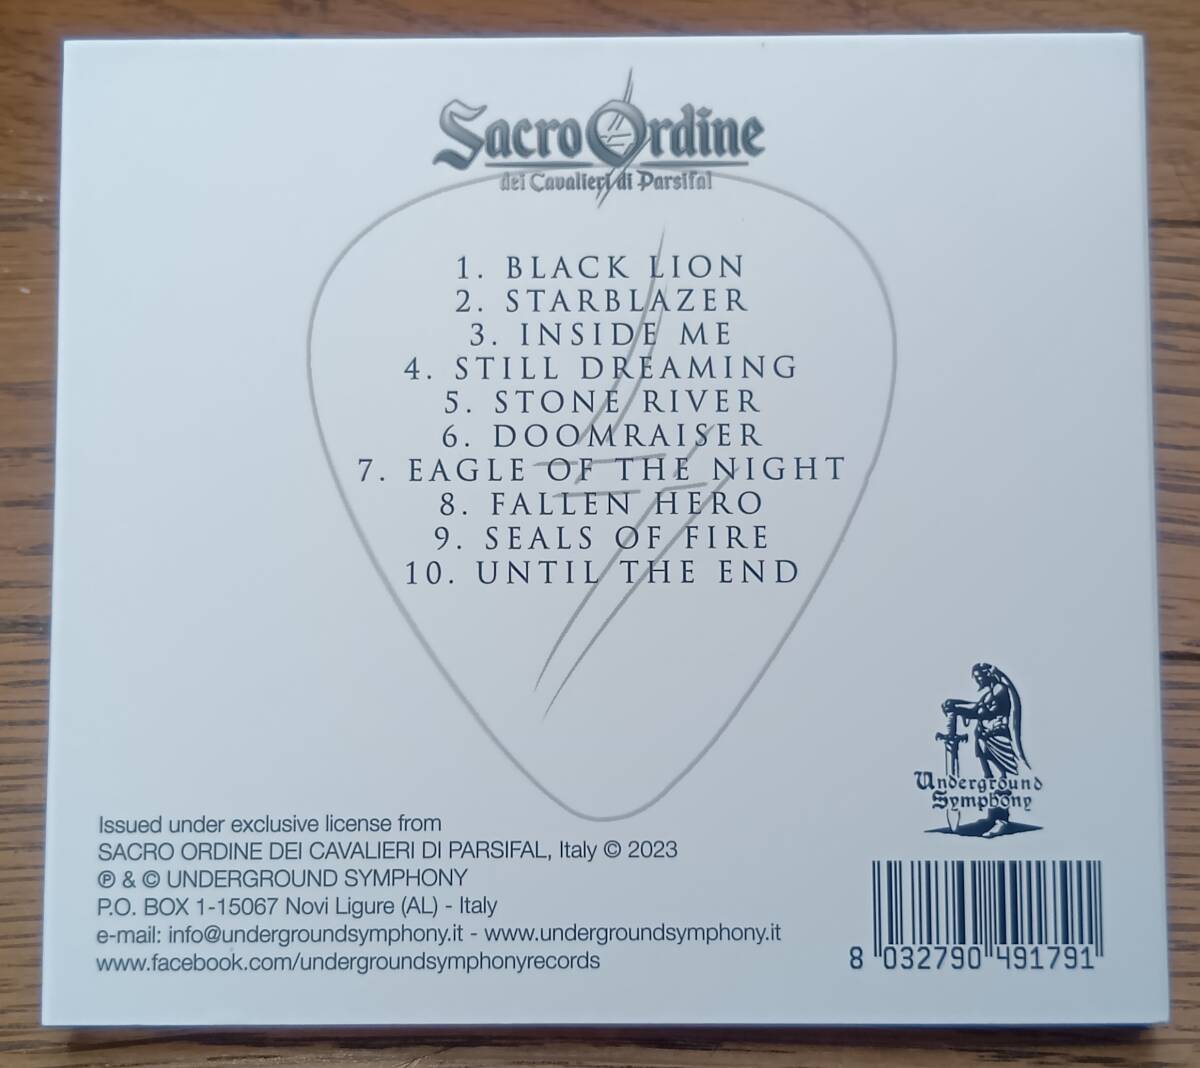 Sacro Ordine
dei Cavalieri di Parsifal
1. BLACK LION
2. STARBLAZER
3. INSIDE ME
4. STILL DREAMING
5. STONE RIVER
6. DOOMRAISER
7. EAGLE OF THE NIGHT
8. FALLEN HERO
9. SEALS OF FIRE
10. UNTIL THE END
Underground
Symphony
Issued under exclusive license from
SACRO ORDINE DEI CAVALIERI DI PARSIFAL, Italy © 2023
℗ & © UNDERGROUND SYMPHONY
P.O. BOX 1-15067 Novi Ligure (AL) - Italy
e-mail: info@undergroundsymphony.it - www.undergroundsymphony.it
www.facebook.com/undergroundsymphonyrecords
8 032790 491791